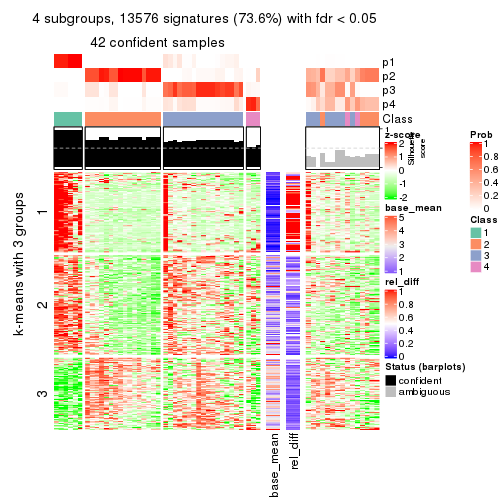 4 subgroups, 13576 signatures (73.6%) with fdr < 0.05
42 confident samples
p1
p2
p3
p4
Class
1
Silhouette
score
k-means with 3 groups
1
2
3
base_mean
rel_diff
z-score
2
1
0
-1
-2
base_mean
5
4
3
2
1
rel_diff
1
0.8
0.6
0.4
0.2
0
Status (barplots)
confident
ambiguous
Prob
1
0.8
0.6
0.4
0.2
0
Class
1
2
3
4